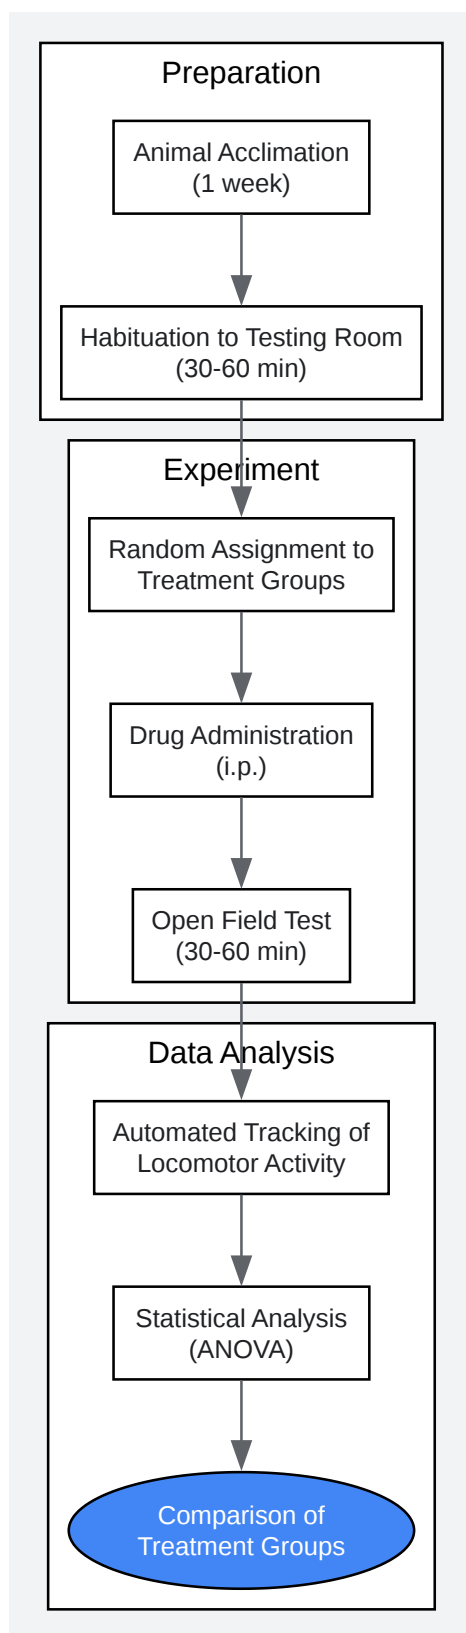 Preparation
Animal Acclimation
(1 week)
Habituation to Testing Room
(30-60 min)
Experiment
Random Assignment to
Treatment Groups
Drug Administration
(i.p.)
Open Field Test
(30-60 min)
Data Analysis
Automated Tracking of
Locomotor Activity
Statistical Analysis
(ANOVA)
Comparison of
Treatment Groups